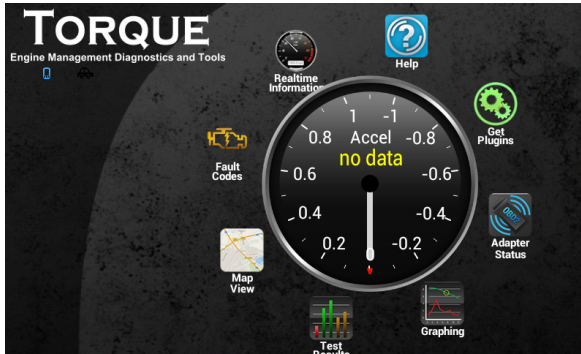 TORQUE
Engine Management Diagnostics and Tools
Realtime
Information
Help
Get
Plugins
Fault
Codes
1
-1
0.8
Accel
-0.8
no data
0.6
-0.6
0.4
-0.4
0.2
0
-0.2
OBD2
Adapter
Status
Map
View
Graphing
Test
Results